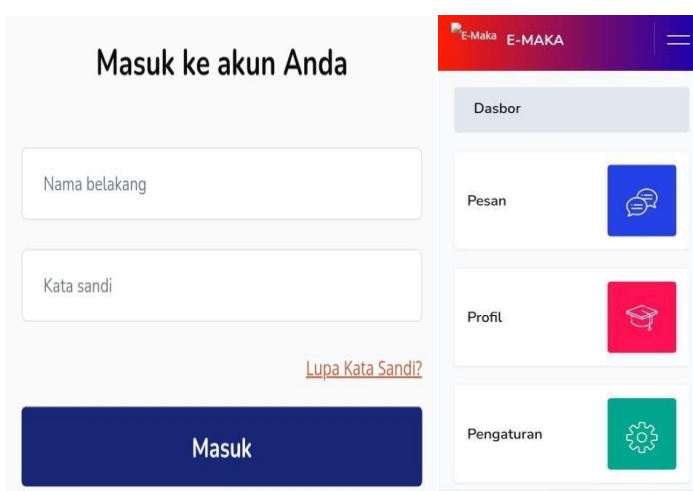 Masuk ke akun Anda
Nama belakang
Kata sandi
Lupa Kata Sandi?
Masuk
E-Maka E-MAKA
Dasbor
Pesan
Profil
Pengaturan